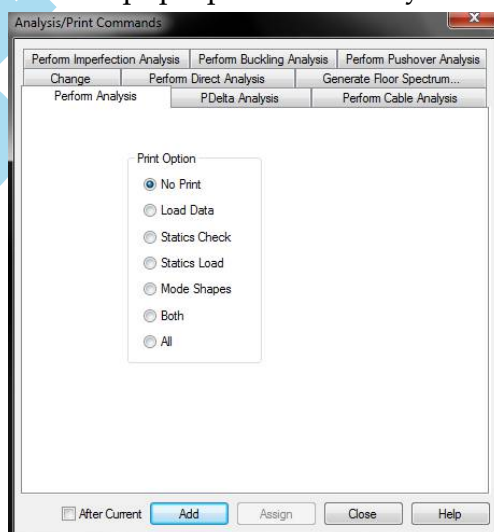 Analysis/Print Commands
Perform Imperfection Analysis Perform Buckling Analysis Perform Pushover Analysis
Change Perform Direct Analysis Generate Floor Spectrum...
Perform Analysis PDelta Analysis Perform Cable Analysis
Print Option
No Print
Load Data
Statics Check
Statics Load
Mode Shapes
Both
All
After Current Add Assign Close Help